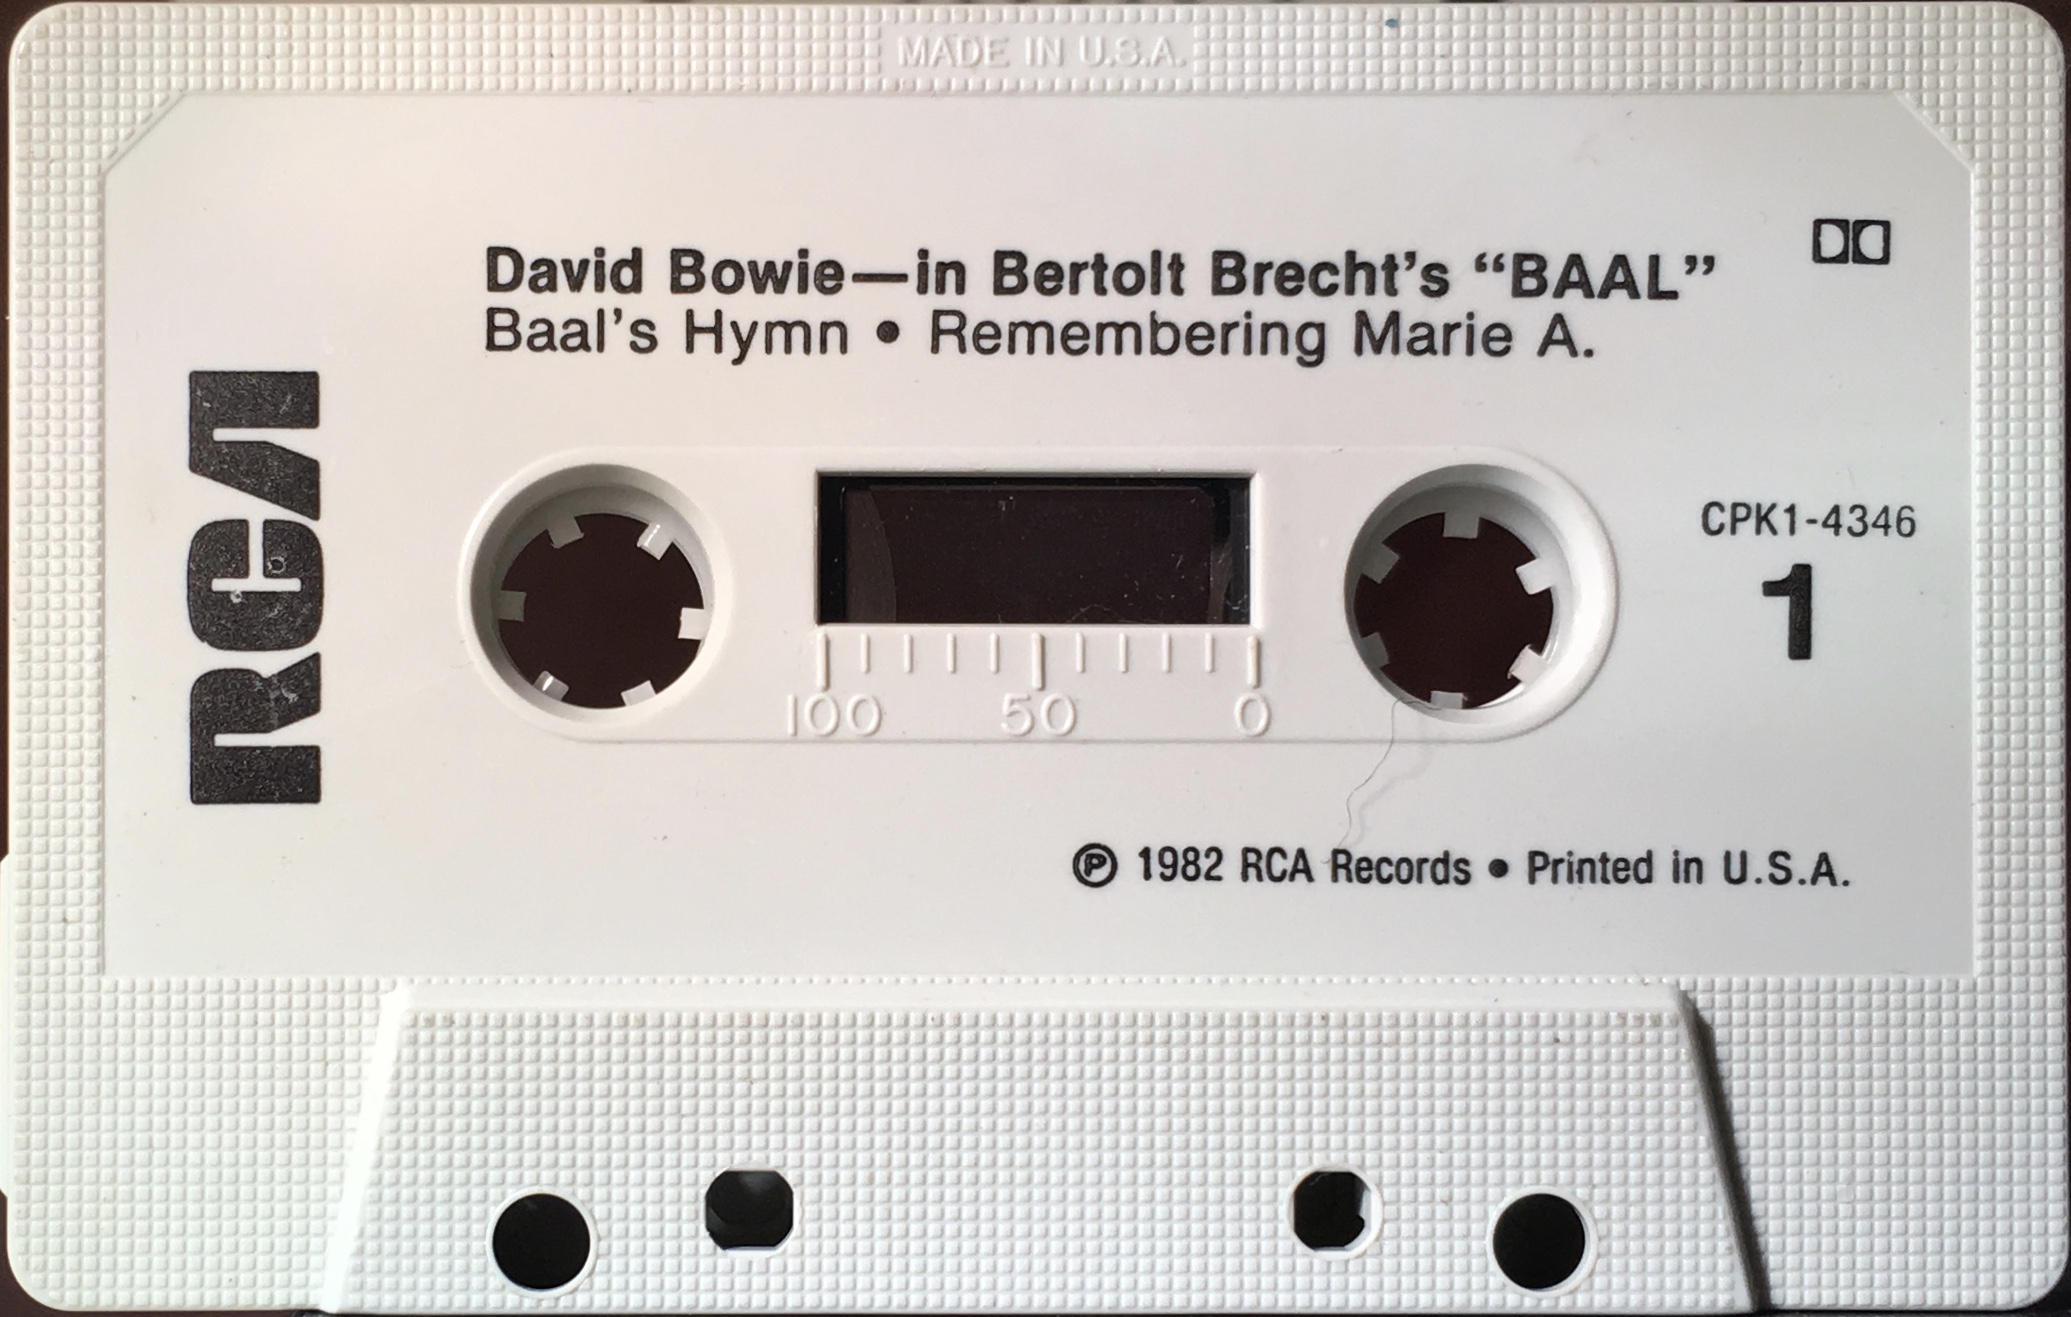 MADE IN U.S.A.
David Bowie—in Bertolt Brecht's “BAAL”
Baal's Hymn • Remembering Marie A.
RCA
CPK1-4346
1
100 50 0
℗ 1982 RCA Records • Printed in U.S.A.